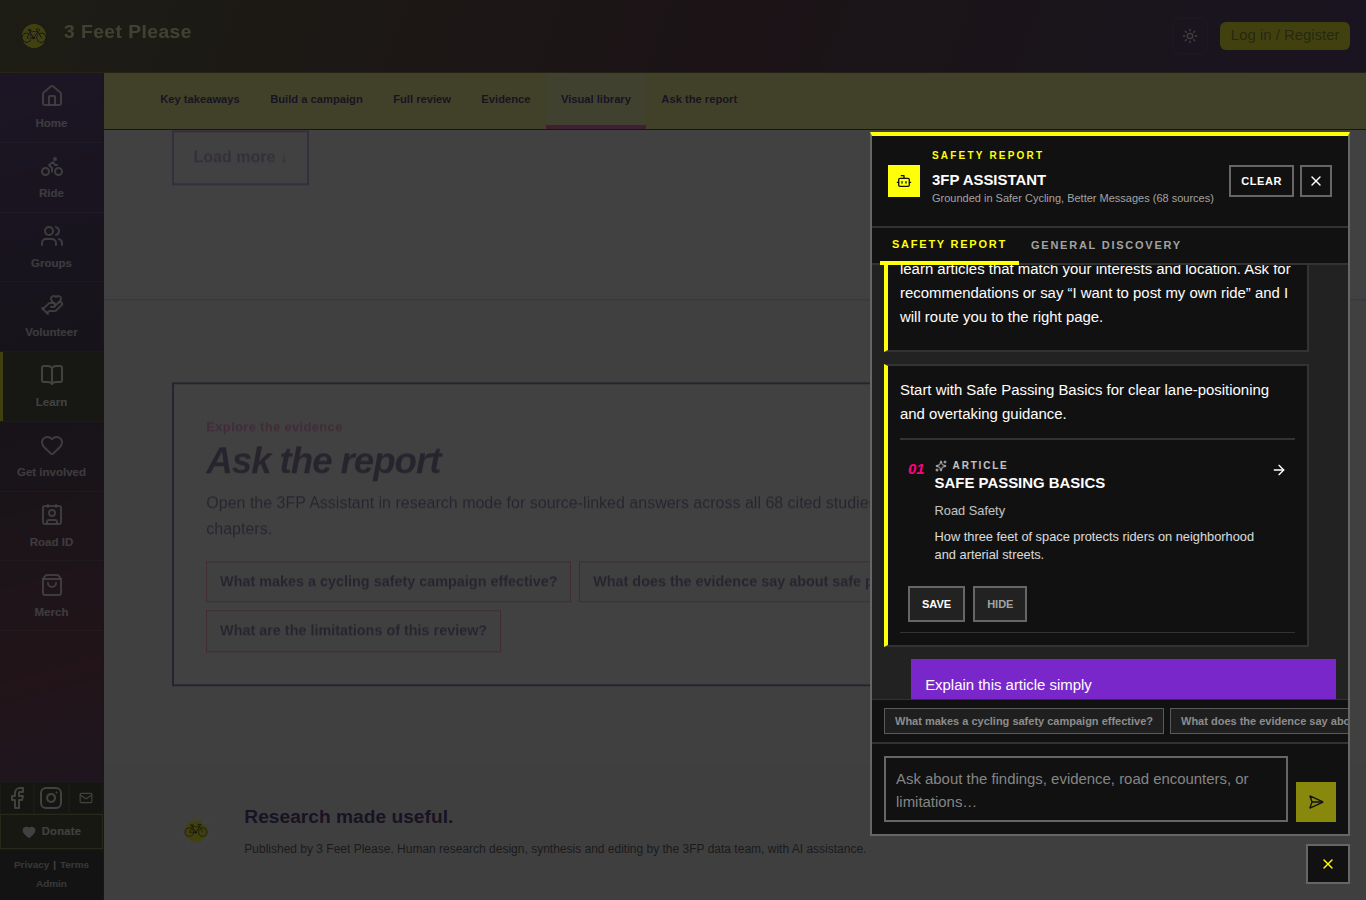 3 Feet Please
Log in / Register
Home
Ride
Groups
Volunteer
Learn
Get involved
Road ID
Merch
Donate
Privacy | Terms
Admin
Key takeaways
Build a campaign
Full review
Evidence
Visual library
Ask the report
Load more ↓
Explore the evidence
Ask the report
Open the 3FP Assistant in research mode for source-linked answers across all 68 cited studie
chapters.
What makes a cycling safety campaign effective?
What does the evidence say about safe p
What are the limitations of this review?
Research made useful.
Published by 3 Feet Please. Human research design, synthesis and editing by the 3FP data team, with AI assistance.
SAFETY REPORT
3FP ASSISTANT
Grounded in Safer Cycling, Better Messages (68 sources)
CLEAR
SAFETY REPORT
GENERAL DISCOVERY
learn articles that match your interests and location. Ask for
recommendations or say “I want to post my own ride” and I
will route you to the right page.
Start with Safe Passing Basics for clear lane-positioning
and overtaking guidance.
01
ARTICLE
SAFE PASSING BASICS
Road Safety
How three feet of space protects riders on neighborhood
and arterial streets.
SAVE
HIDE
Explain this article simply
What makes a cycling safety campaign effective?
What does the evidence say abo
Ask about the findings, evidence, road encounters, or
limitations…